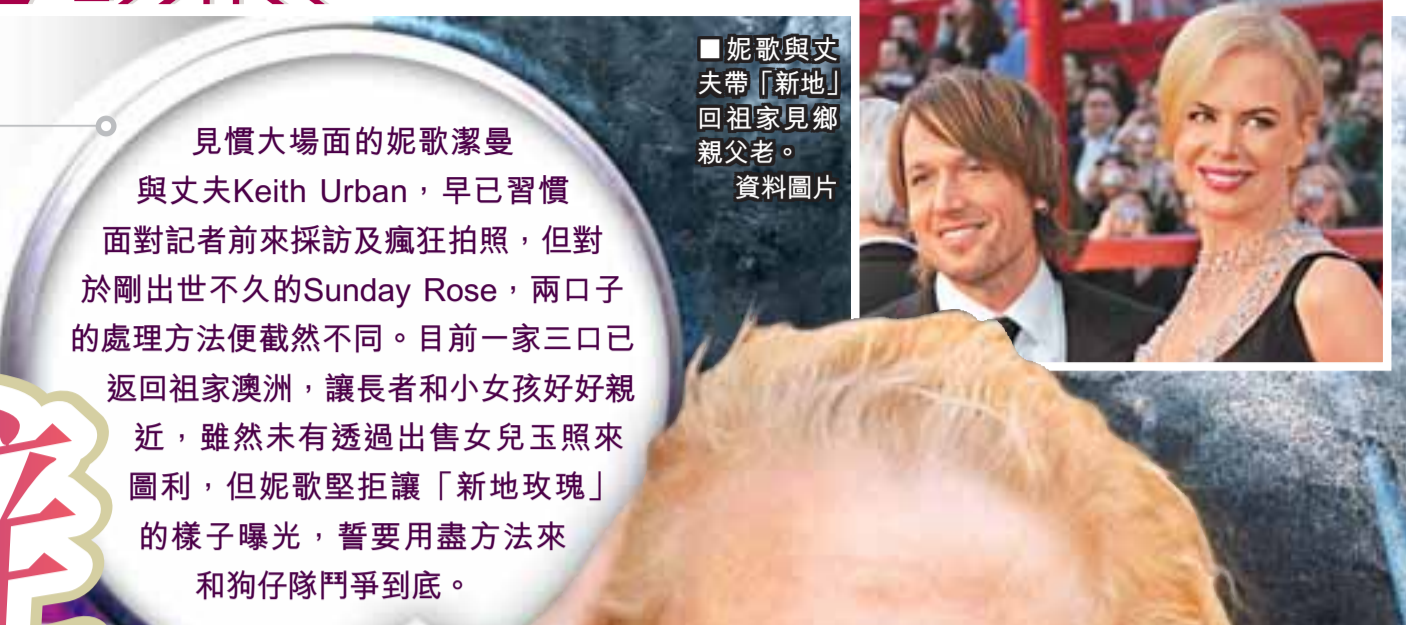 見慣大場面的妮歌潔曼
與丈夫Keith Urban，早已習慣
面對記者前來採訪及瘋狂拍照，但對
於剛出世不久的Sunday Rose，兩口子
的處理方法便截然不同。目前一家三口已
返回祖家澳洲，讓長者和小女孩好好親
近，雖然未有透過出售女兒玉照來
圖利，但妮歌堅拒讓「新地玫瑰」
的樣子曝光，誓要用盡方法來
和狗仔隊鬥爭到底。
■妮歌與丈
夫帶「新地」
回祖家見鄉
親父老。
資料圖片